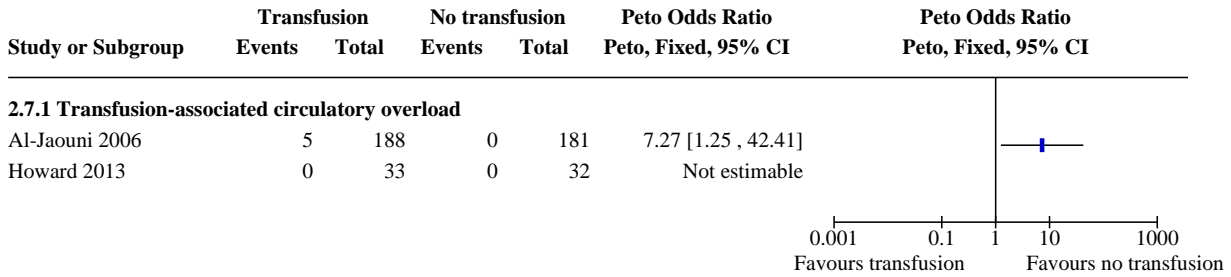 Transfusion No transfusion Peto Odds Ratio Peto Odds Ratio
Study or Subgroup Events Total Events Total Peto, Fixed, 95% CI Peto, Fixed, 95% CI
2.7.1 Transfusion-associated circulatory overload
Al-Jaouni 2006 5 188 0 181 7.27 [1.25 , 42.41]
Howard 2013 0 33 0 32 Not estimable
0.001 0.1 1 10 1000
Favours transfusion Favours no transfusion